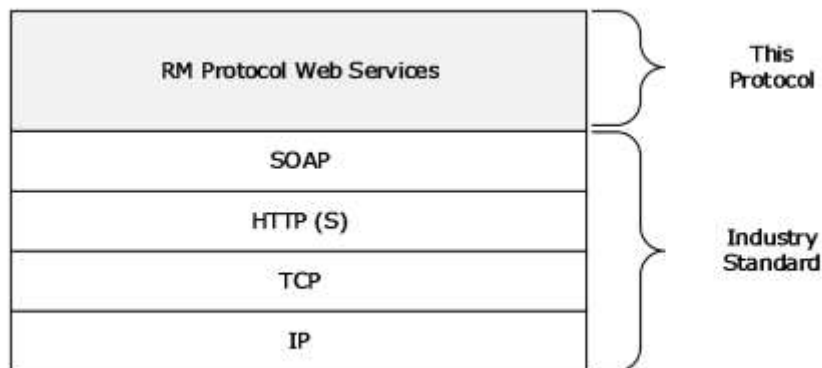 RM Protocol Web Services
This
Protocol
SOAP
HTTP (S)
TCP
IP
Industry
Standard